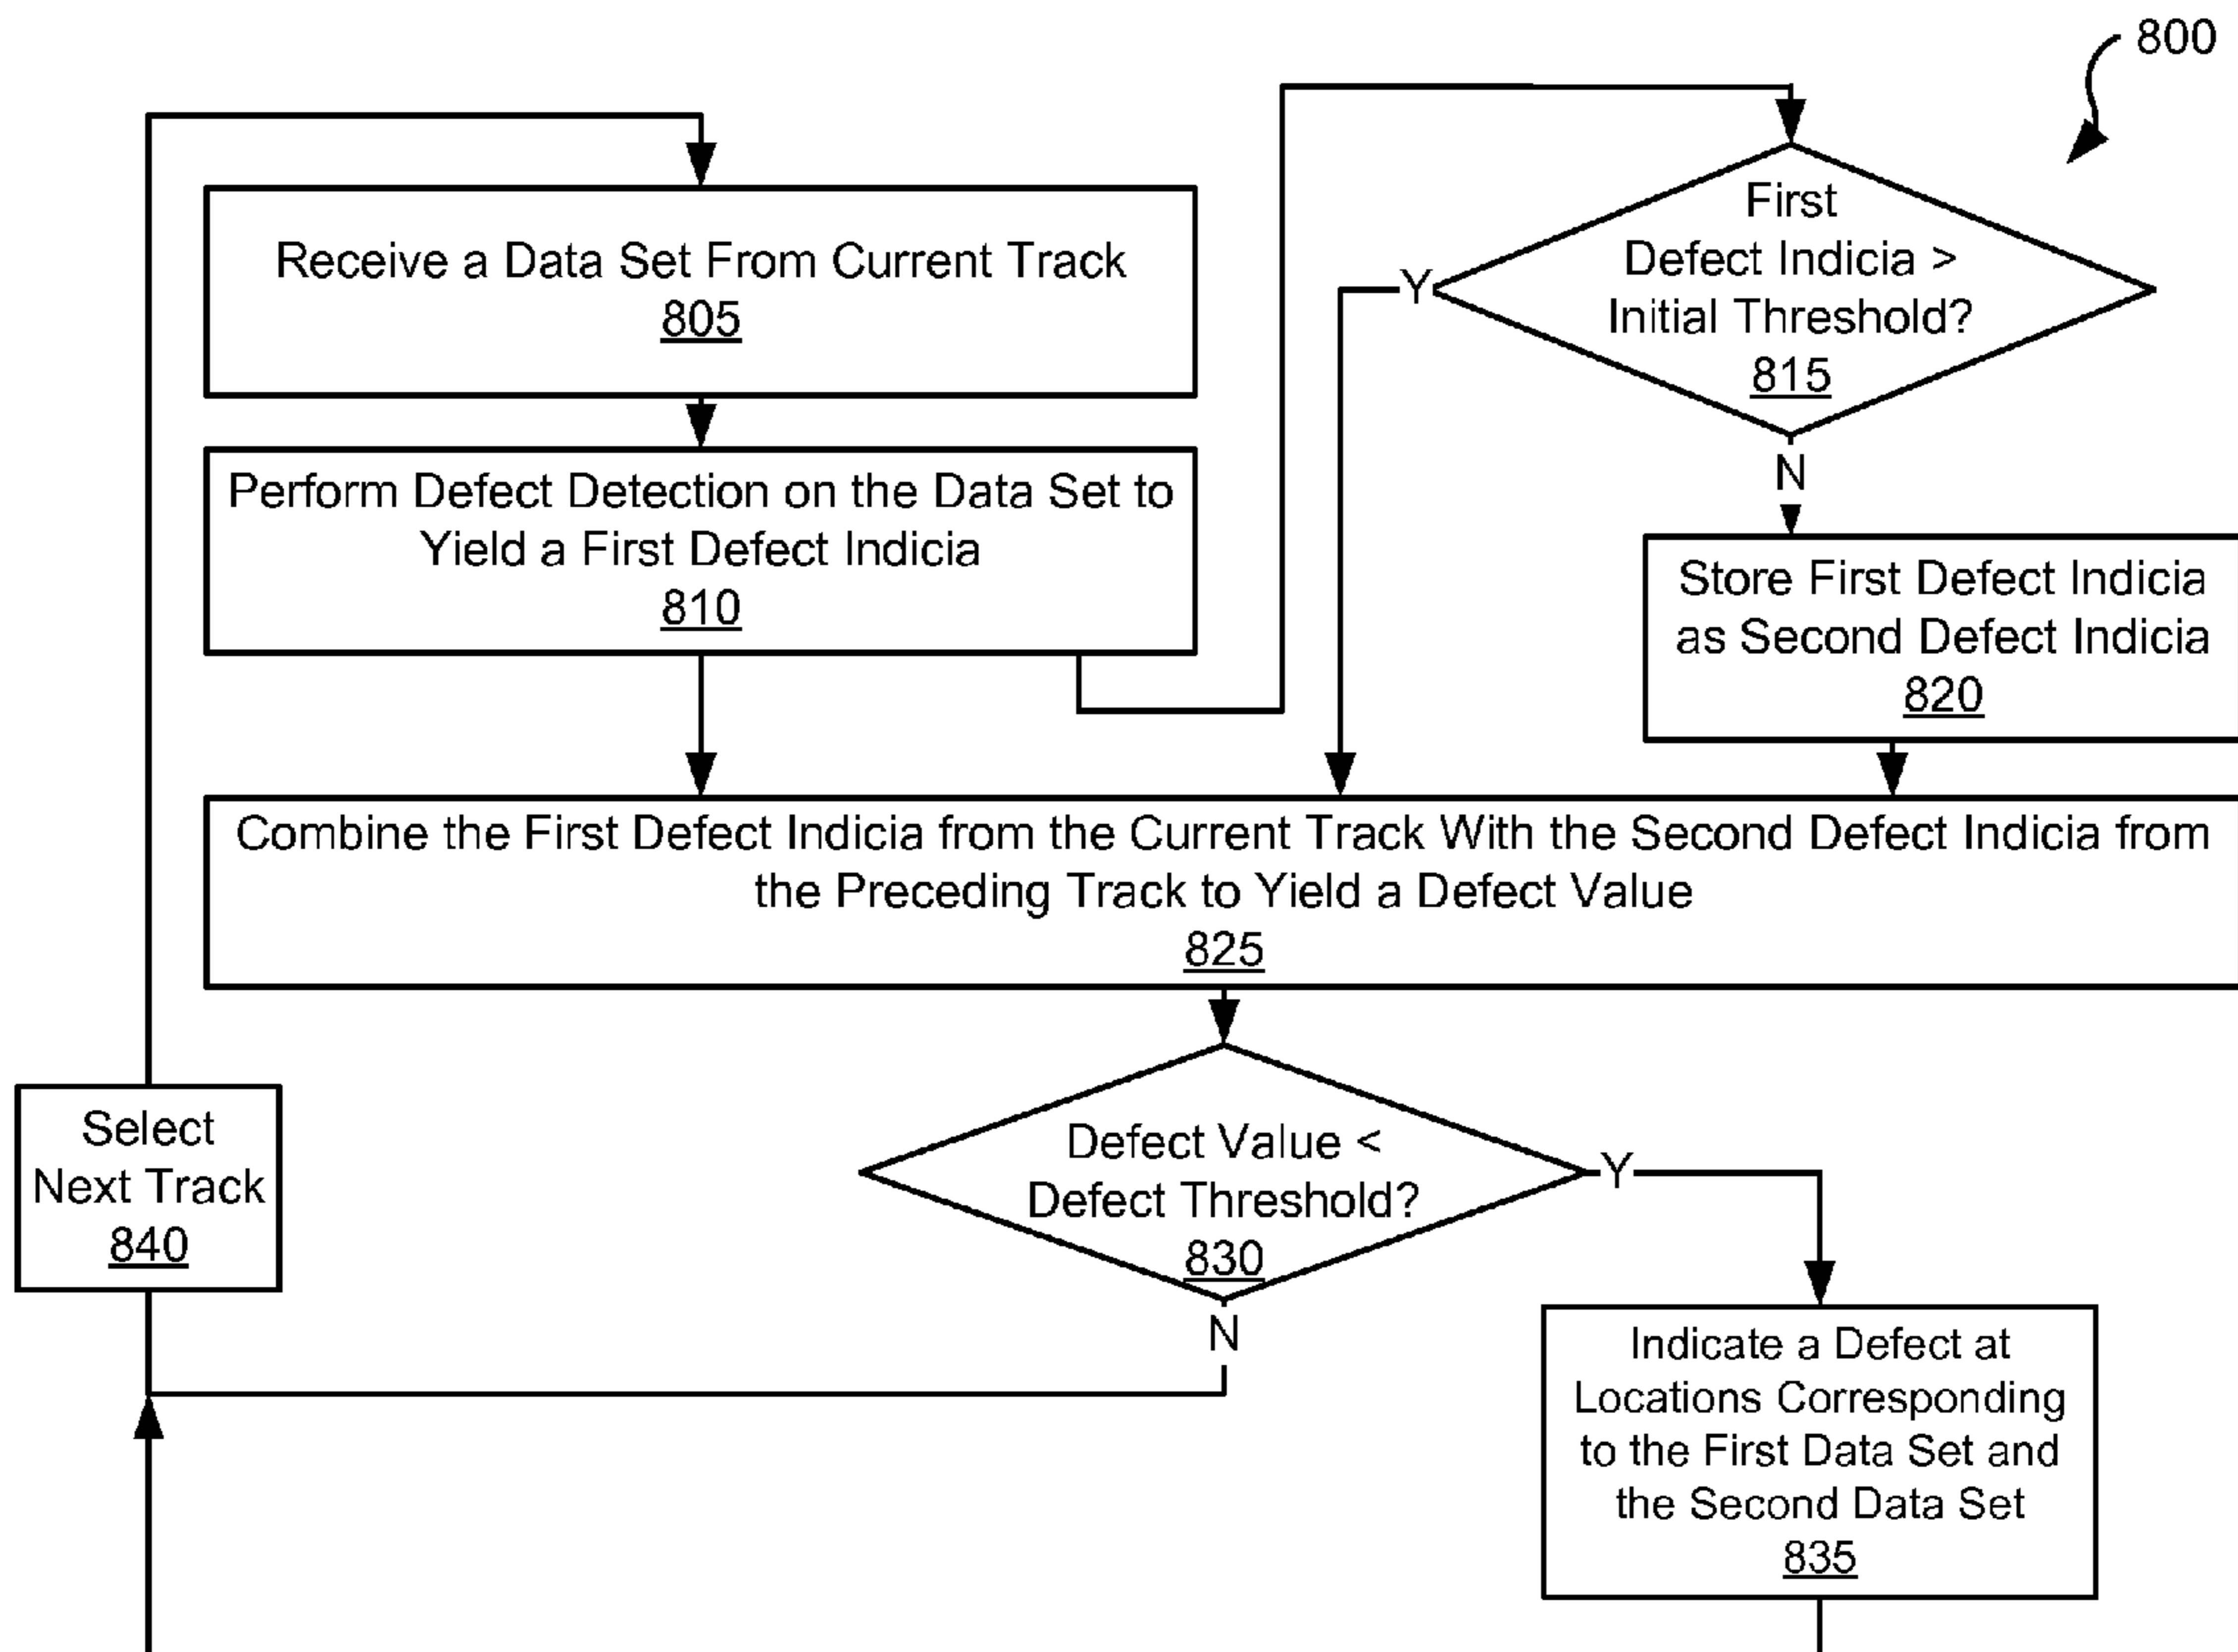 800
Receive a Data Set From Current Track
805
Perform Defect Detection on the Data Set to
Yield a First Defect Indicia
810
First
Defect Indicia >
Initial Threshold?
815
Y
N
Store First Defect Indicia
as Second Defect Indicia
820
Combine the First Defect Indicia from the Current Track With the Second Defect Indicia from
the Preceding Track to Yield a Defect Value
825
Defect Value <
Defect Threshold?
830
Y
N
Select
Next Track
840
Indicate a Defect at
Locations Corresponding
to the First Data Set and
the Second Data Set
835